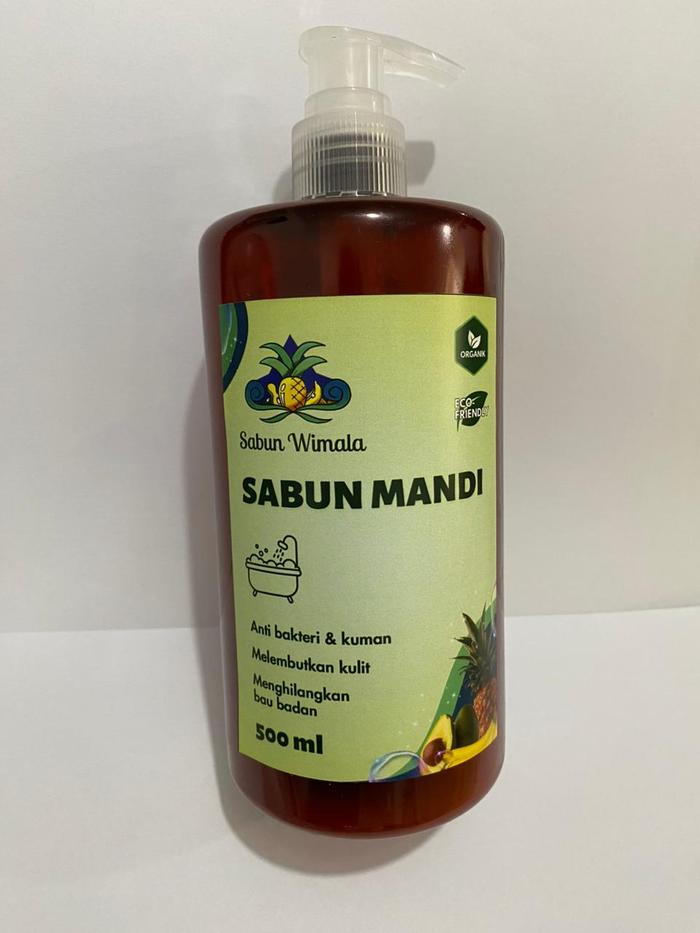 ORGANIK
ECO-
FRIENDLY
Sabun Wimala
SABUN MANDI
Anti bakteri & kuman
Melembutkan kulit
Menghilangkan
bau badan
500 ml